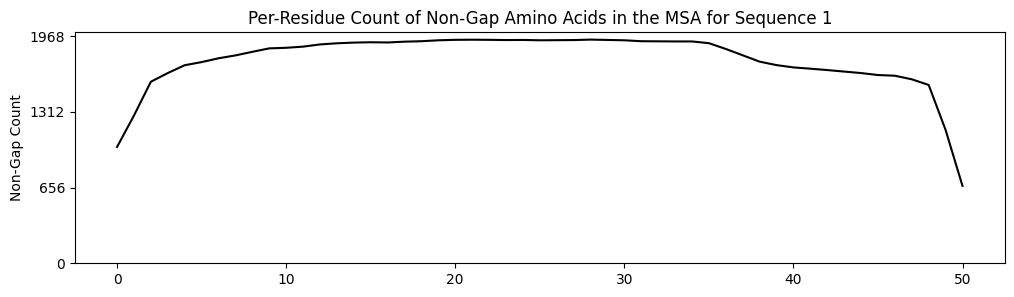 Per-Residue Count of Non-Gap Amino Acids in the MSA for Sequence 1
Non-Gap Count
1968
1312
656
0
0 10 20 30 40 50